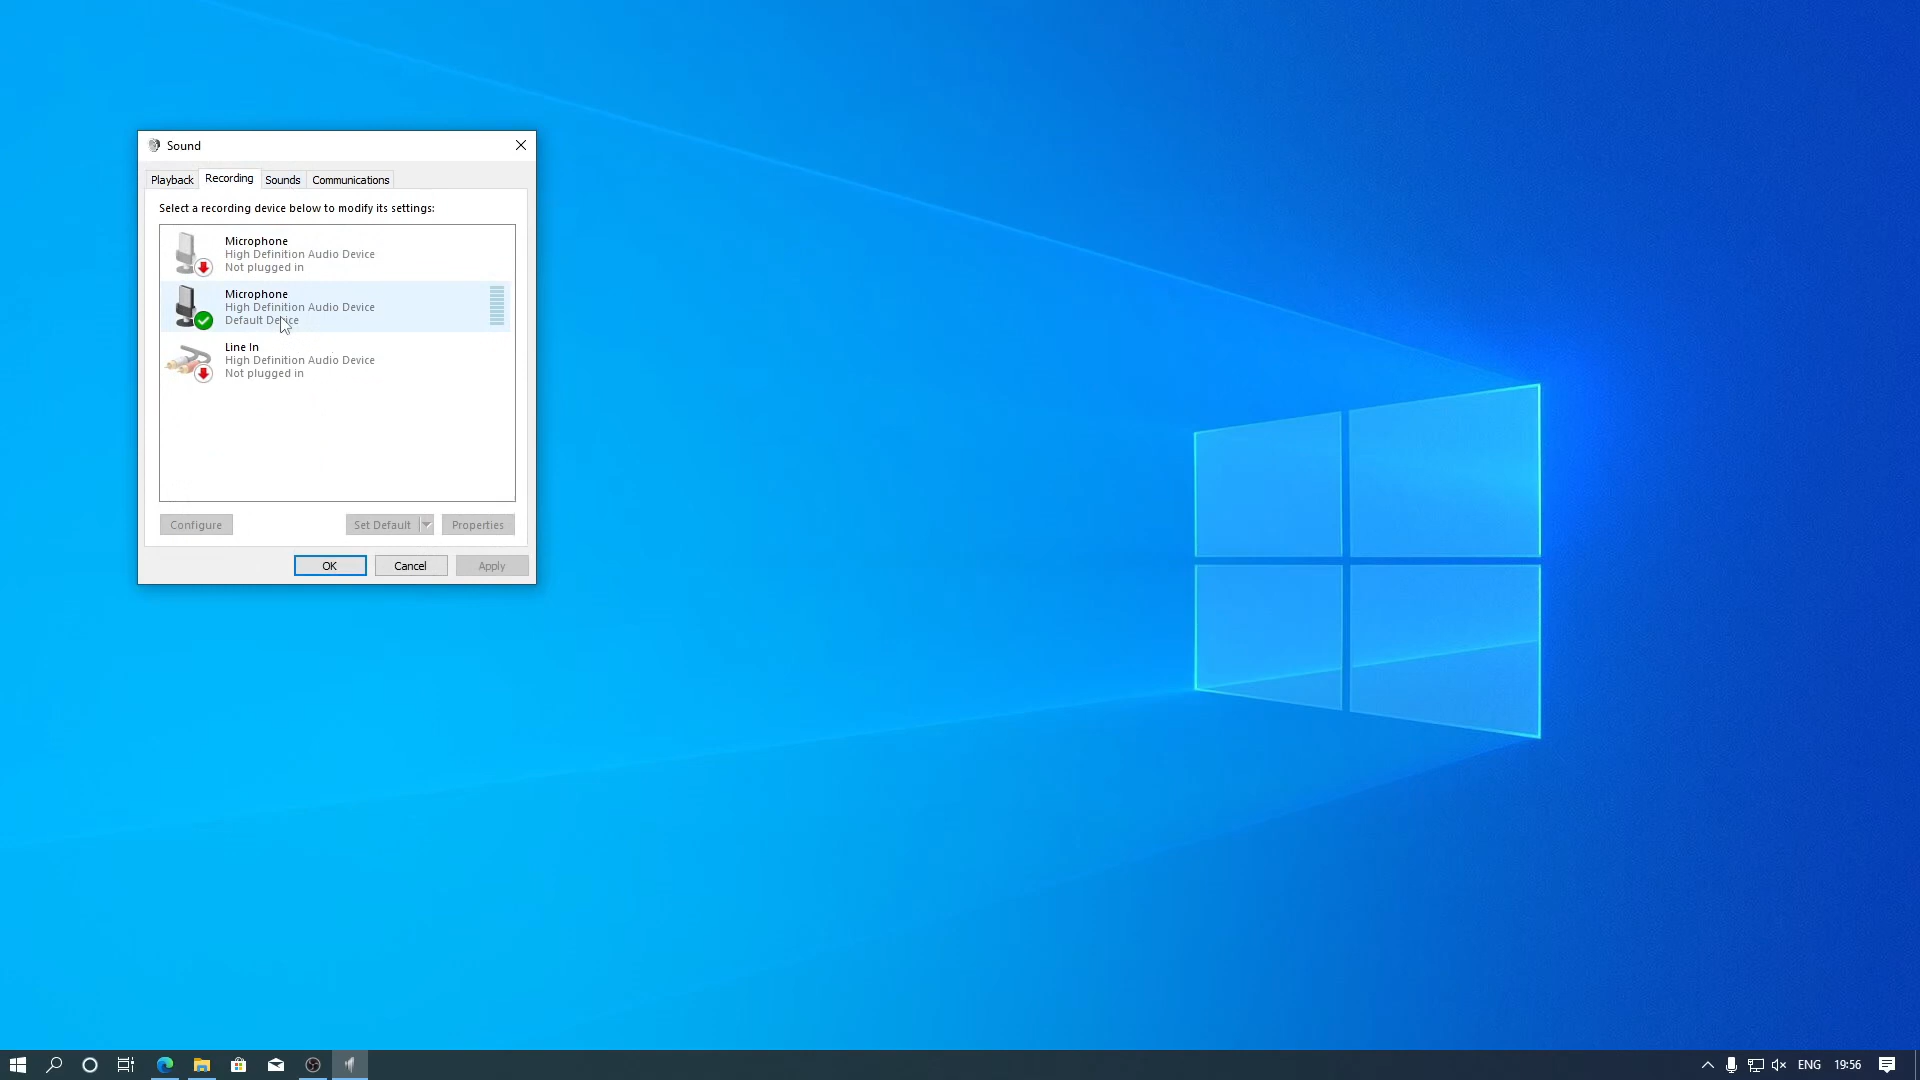 Sound
Playback
Recording
Sounds
Communications
Select a recording device below to modify its settings:
Microphone
High Definition Audio Device
Not plugged in
Microphone
High Definition Audio Device
Default Device
Line In
High Definition Audio Device
Not plugged in
Configure
Set Default
Properties
OK
Cancel
Apply
ENG
19:56